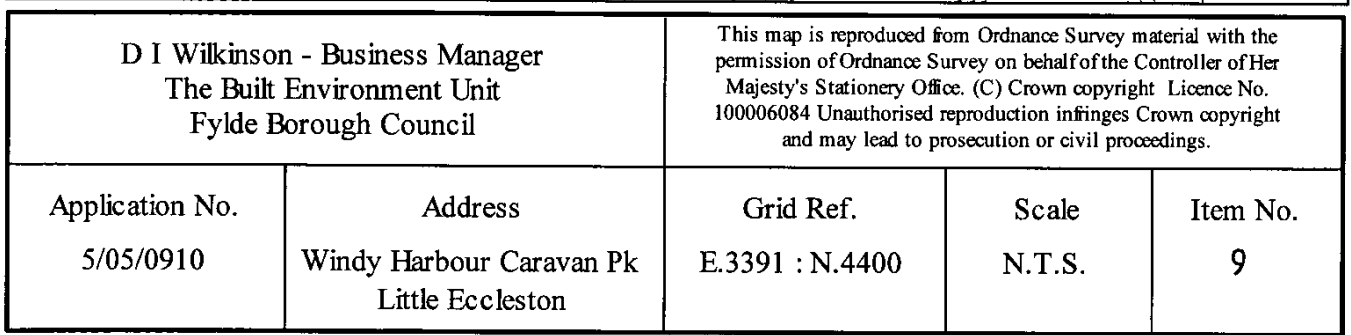 D I Wilkinson - Business Manager
The Built Environment Unit
Fylde Borough Council
This map is reproduced from Ordnance Survey material with the
permission of Ordnance Survey on behalf of the Controller of Her
Majesty's Stationery Office. (C) Crown copyright Licence No.
100006084 Unauthorised reproduction infringes Crown copyright
and may lead to prosecution or civil proceedings.
Application No.
5/05/0910
Address
Windy Harbour Caravan Pk
Little Eccleston
Grid Ref.
E.3391 : N.4400
Scale
N.T.S.
Item No.
9